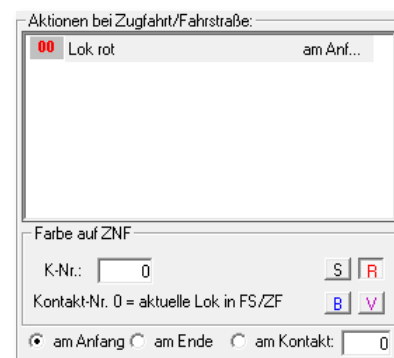 Aktionen bei Zugfahrt/Fahrstraße:
00 Lok rot am Anf...
Farbe auf ZNF
K-Nr.: 0 S R
Kontakt-Nr. 0 = aktuelle Lok in FS/ZF B V
am Anfang am Ende am Kontakt: 0